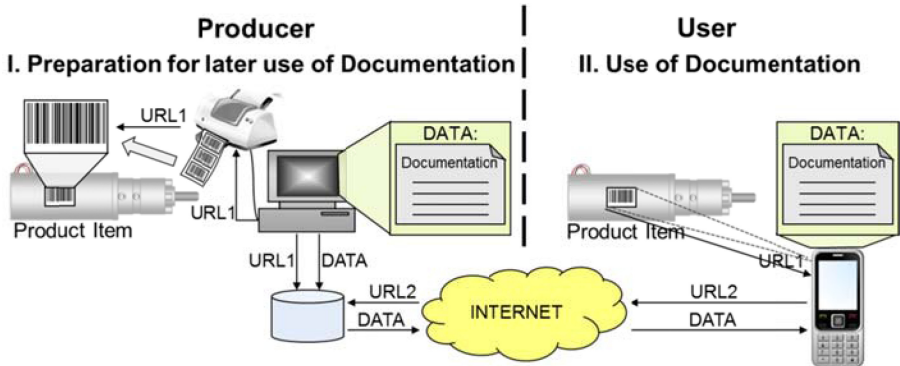 Producer
I. Preparation for later use of Documentation
User
II. Use of Documentation
URL1
DATA:
Documentation
URL1
Product Item
URL1
DATA
URL2
DATA
INTERNET
DATA:
Documentation
Product Item
URL1
URL2
DATA